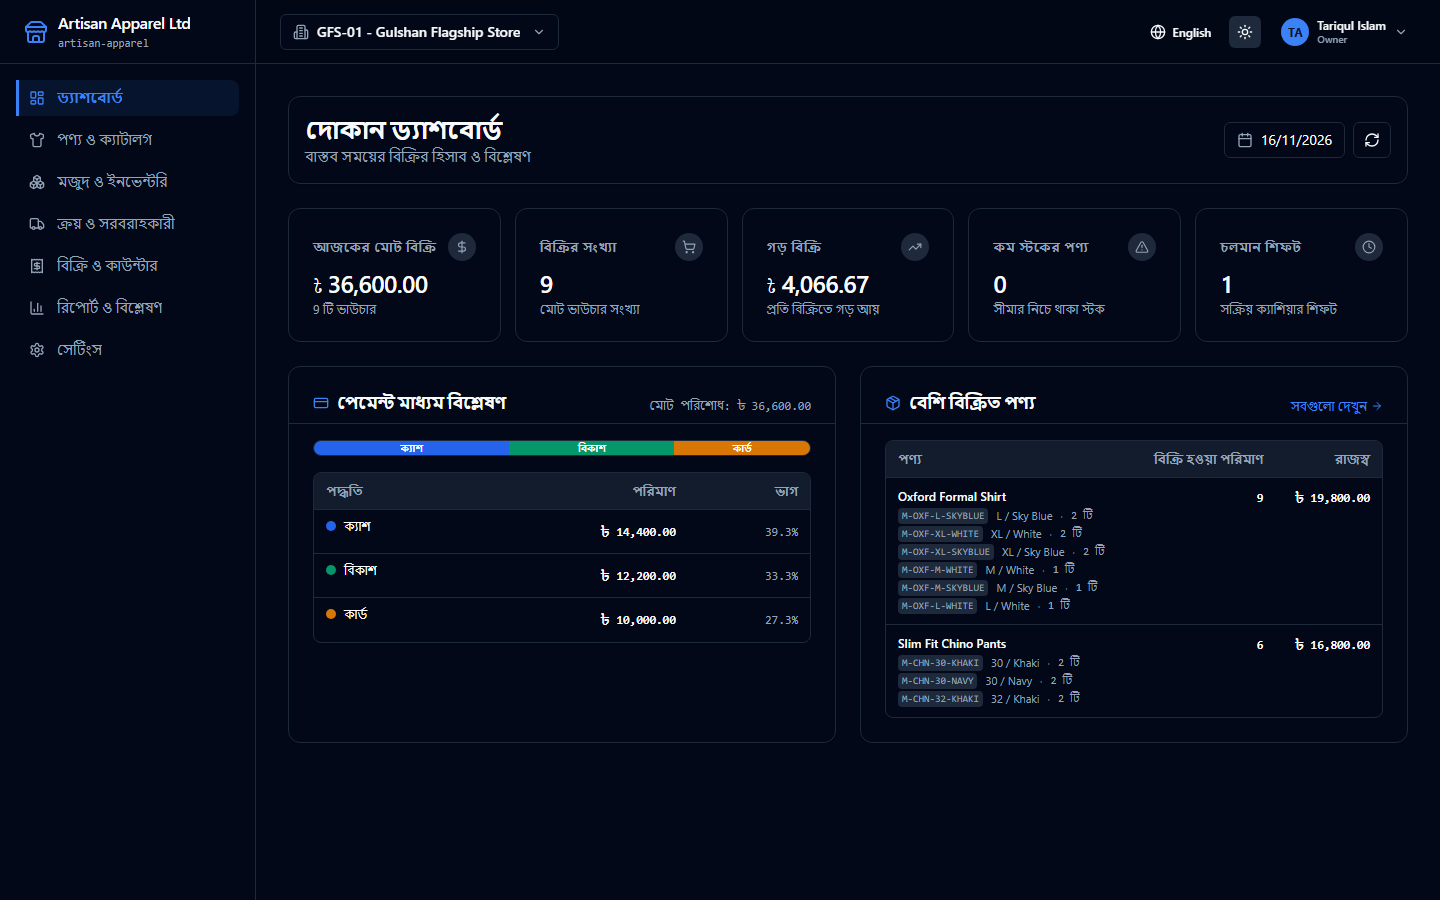 Artisan Apparel Ltd
artisan-apparel
GFS-01 - Gulshan Flagship Store
English
TA
Tariqul Islam
Owner
ড্যাশবোর্ড
পণ্য ও ক্যাটালগ
মজুদ ও ইনভেন্টরি
ক্রয় ও সরবরাহকারী
বিক্রি ও কাউন্টার
রিপোর্ট ও বিশ্লেষণ
সেটিংস
দোকান ড্যাশবোর্ড
বাস্তব সময়ের বিক্রির হিসাব ও বিশ্লেষণ
16/11/2026
আজকের মোট বিক্রি
৳ 36,600.00
9 টি ভাউচার
বিক্রির সংখ্যা
9
মোট ভাউচার সংখ্যা
গড় বিক্রি
৳ 4,066.67
প্রতি বিক্রিতে গড় আয়
কম স্টকের পণ্য
0
সীমার নিচে থাকা স্টক
চলমান শিফট
1
সক্রিয় ক্যাশিয়ার শিফট
পেমেন্ট মাধ্যম বিশ্লেষণ
মোট পরিশোধ: ৳ 36,600.00
ক্যাশ বিকাশ কার্ড
পদ্ধতি পরিমাণ ভাগ
ক্যাশ ৳ 14,400.00 39.3%
বিকাশ ৳ 12,200.00 33.3%
কার্ড ৳ 10,000.00 27.3%
বেশি বিক্রিত পণ্য
সবগুলো দেখুন →
পণ্য বিক্রি হওয়া পরিমান রাজস্ব
Oxford Formal Shirt 9 ৳ 19,800.00
M-OXF-L-SKYBLUE L / Sky Blue · 2 টি
M-OXF-XL-WHITE XL / White · 2 টি
M-OXF-XL-SKYBLUE XL / Sky Blue · 2 টি
M-OXF-M-WHITE M / White · 1 টি
M-OXF-M-SKYBLUE M / Sky Blue · 1 টি
M-OXF-L-WHITE L / White · 1 টি
Slim Fit Chino Pants 6 ৳ 16,800.00
M-CHN-30-KHAKI 30 / Khaki · 2 টি
M-CHN-30-NAVY 30 / Navy · 2 টি
M-CHN-32-KHAKI 32 / Khaki · 2 টি